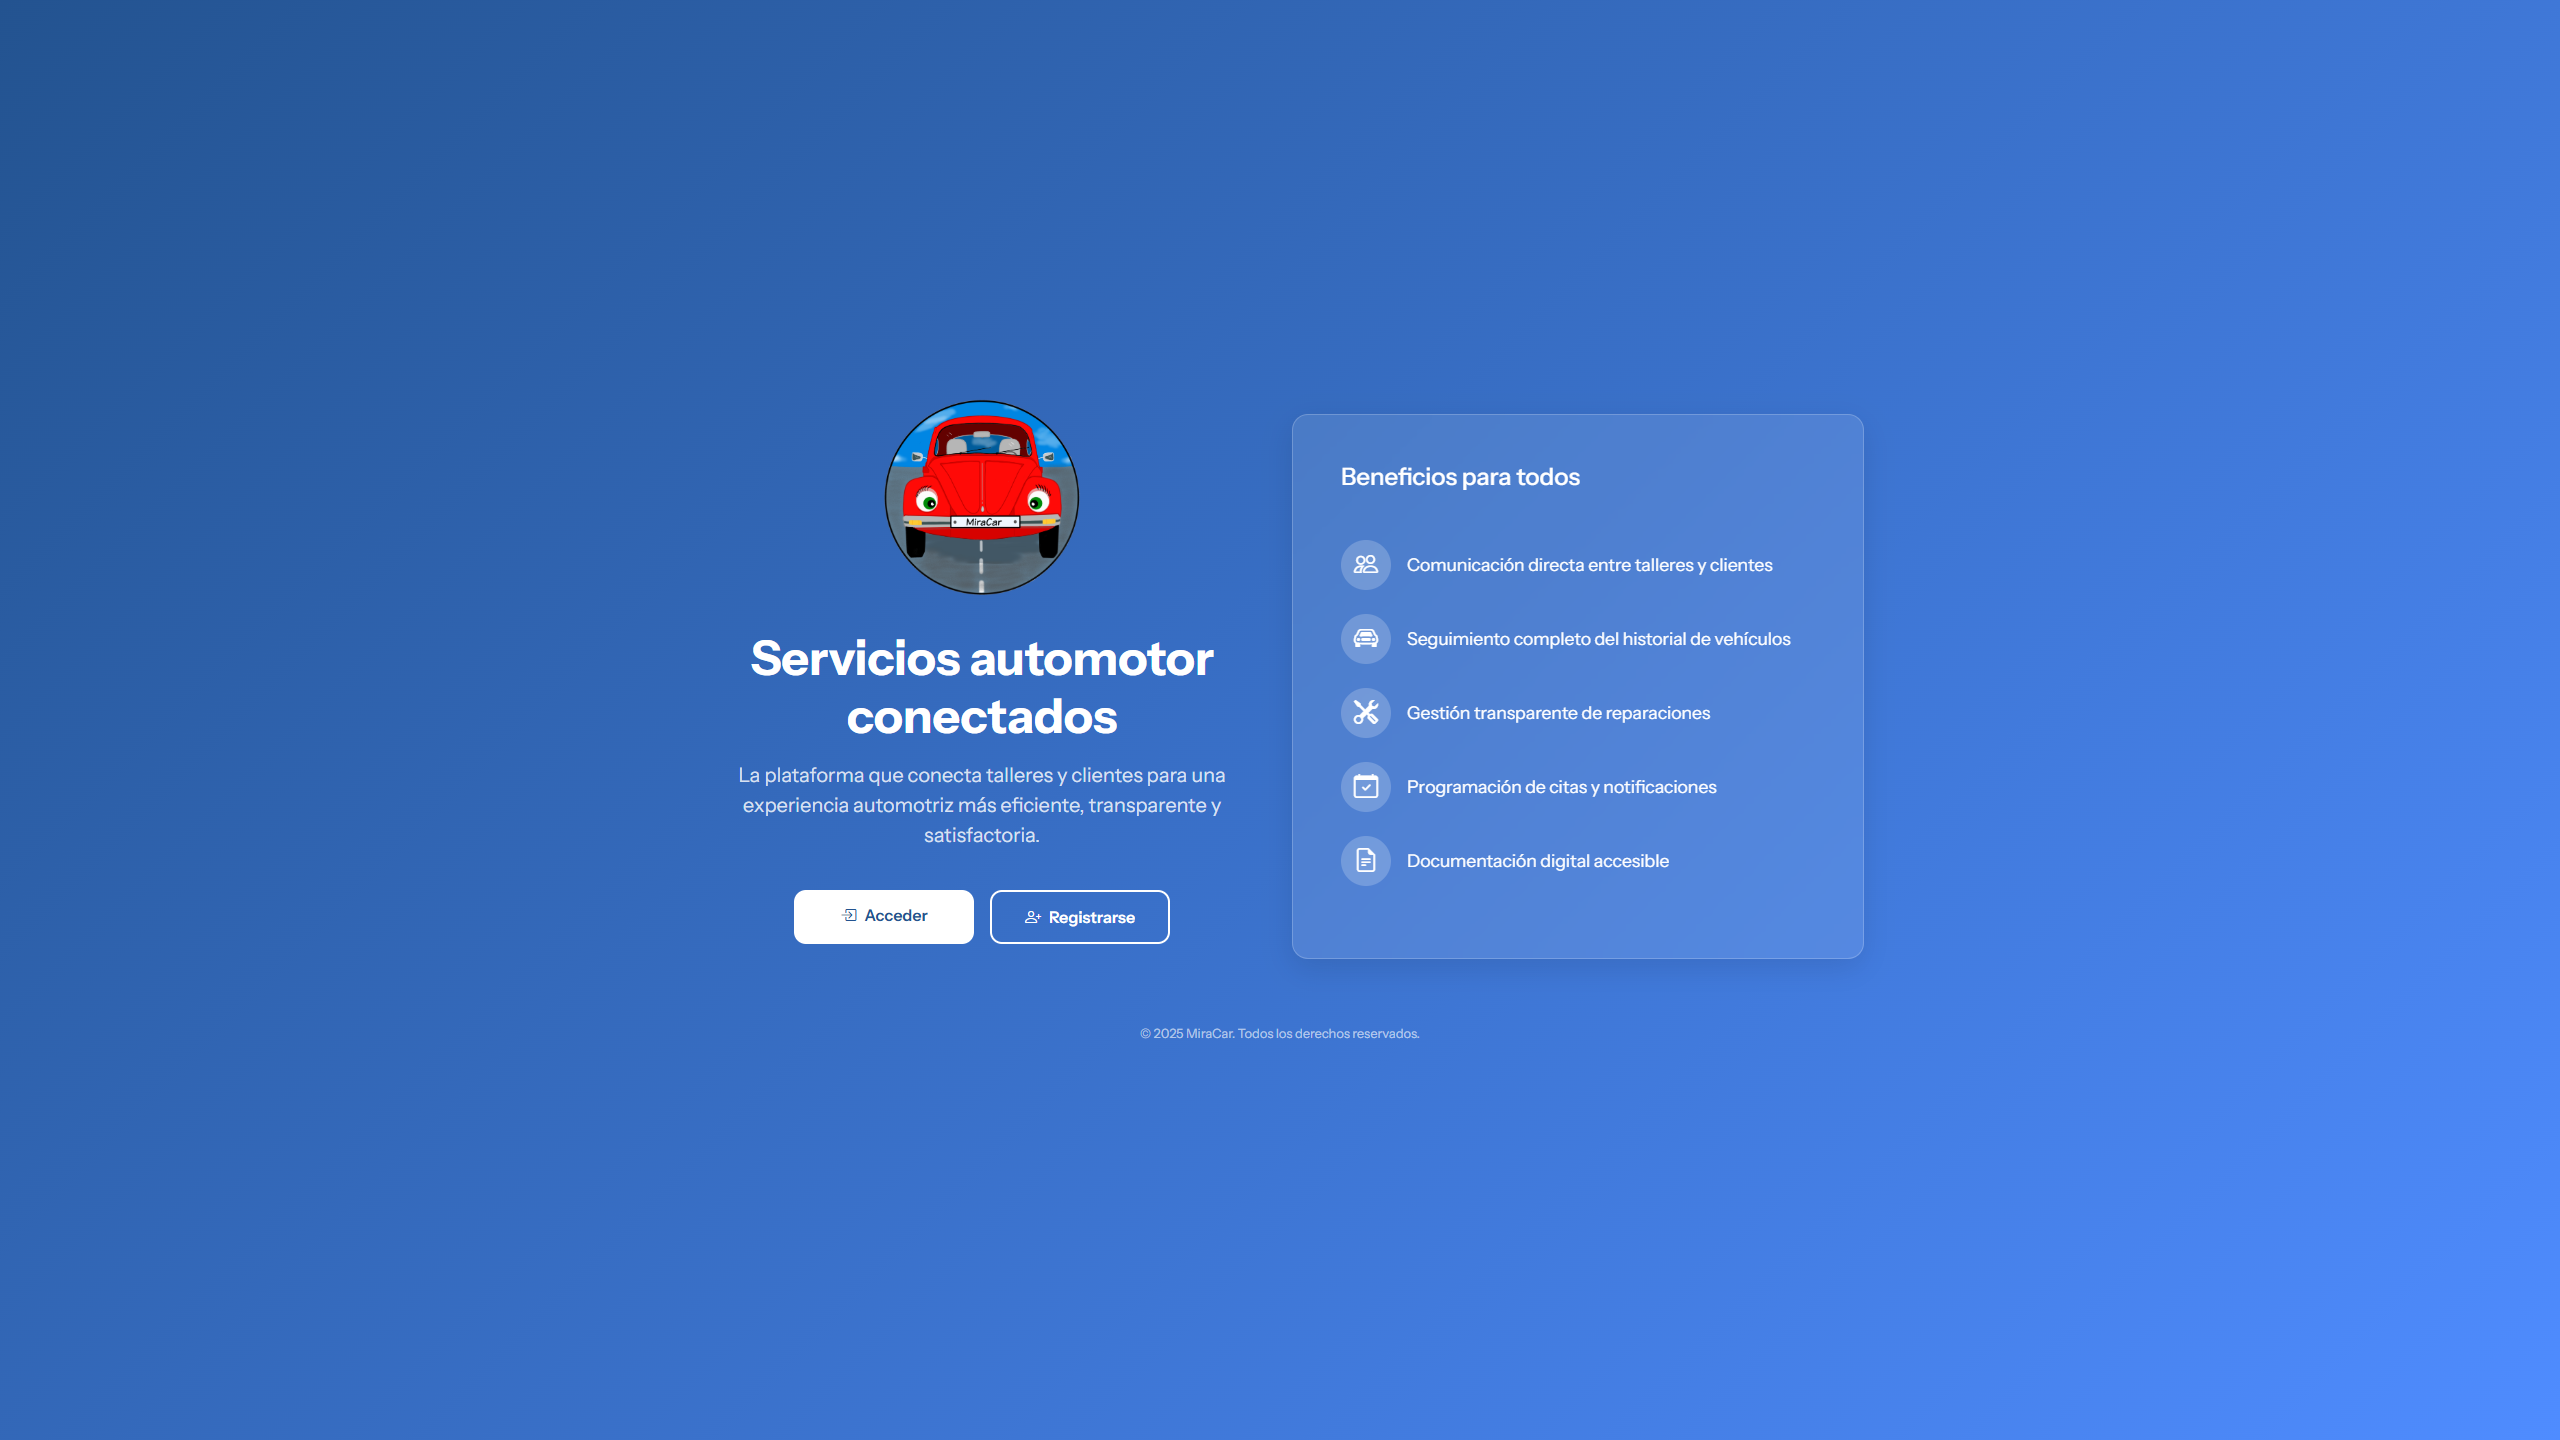 MiraCar
Servicios automotor
conectados
La plataforma que conecta talleres y clientes para una
experiencia automotriz más eficiente, transparente y
satisfactoria.
Acceder
Registrarse
Beneficios para todos
Comunicación directa entre talleres y clientes
Seguimiento completo del historial de vehículos
Gestión transparente de reparaciones
Programación de citas y notificaciones
Documentación digital accesible
© 2025 MiraCar. Todos los derechos reservados.